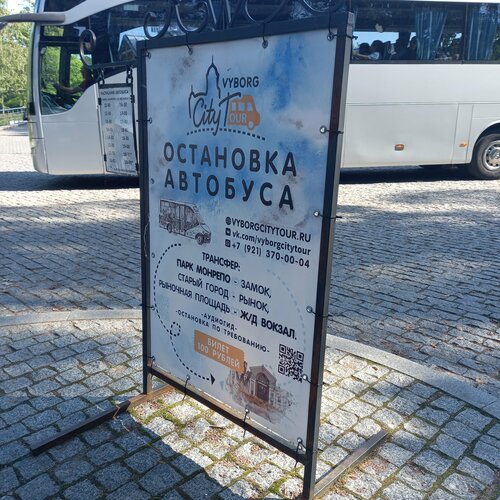 VYBORG
City Tour
ОСТАНОВКА
АВТОБУСА
VYBORGCITYTOUR.RU
vk.com/vyborgcitytour
+7 (921) 370-00-04
ТРАНСФЕР:
ПАРК МОНРЕПО - ЗАМОК,
СТАРЫЙ ГОРОД - РЫНОК,
РЫНОЧНАЯ ПЛОЩАДЬ - Ж/Д ВОКЗАЛ.
-АУДИОГИД-
-ОСТАНОВКА ПО ТРЕБОВАНИЮ-
БИЛЕТ
100 РУБЛЕЙ